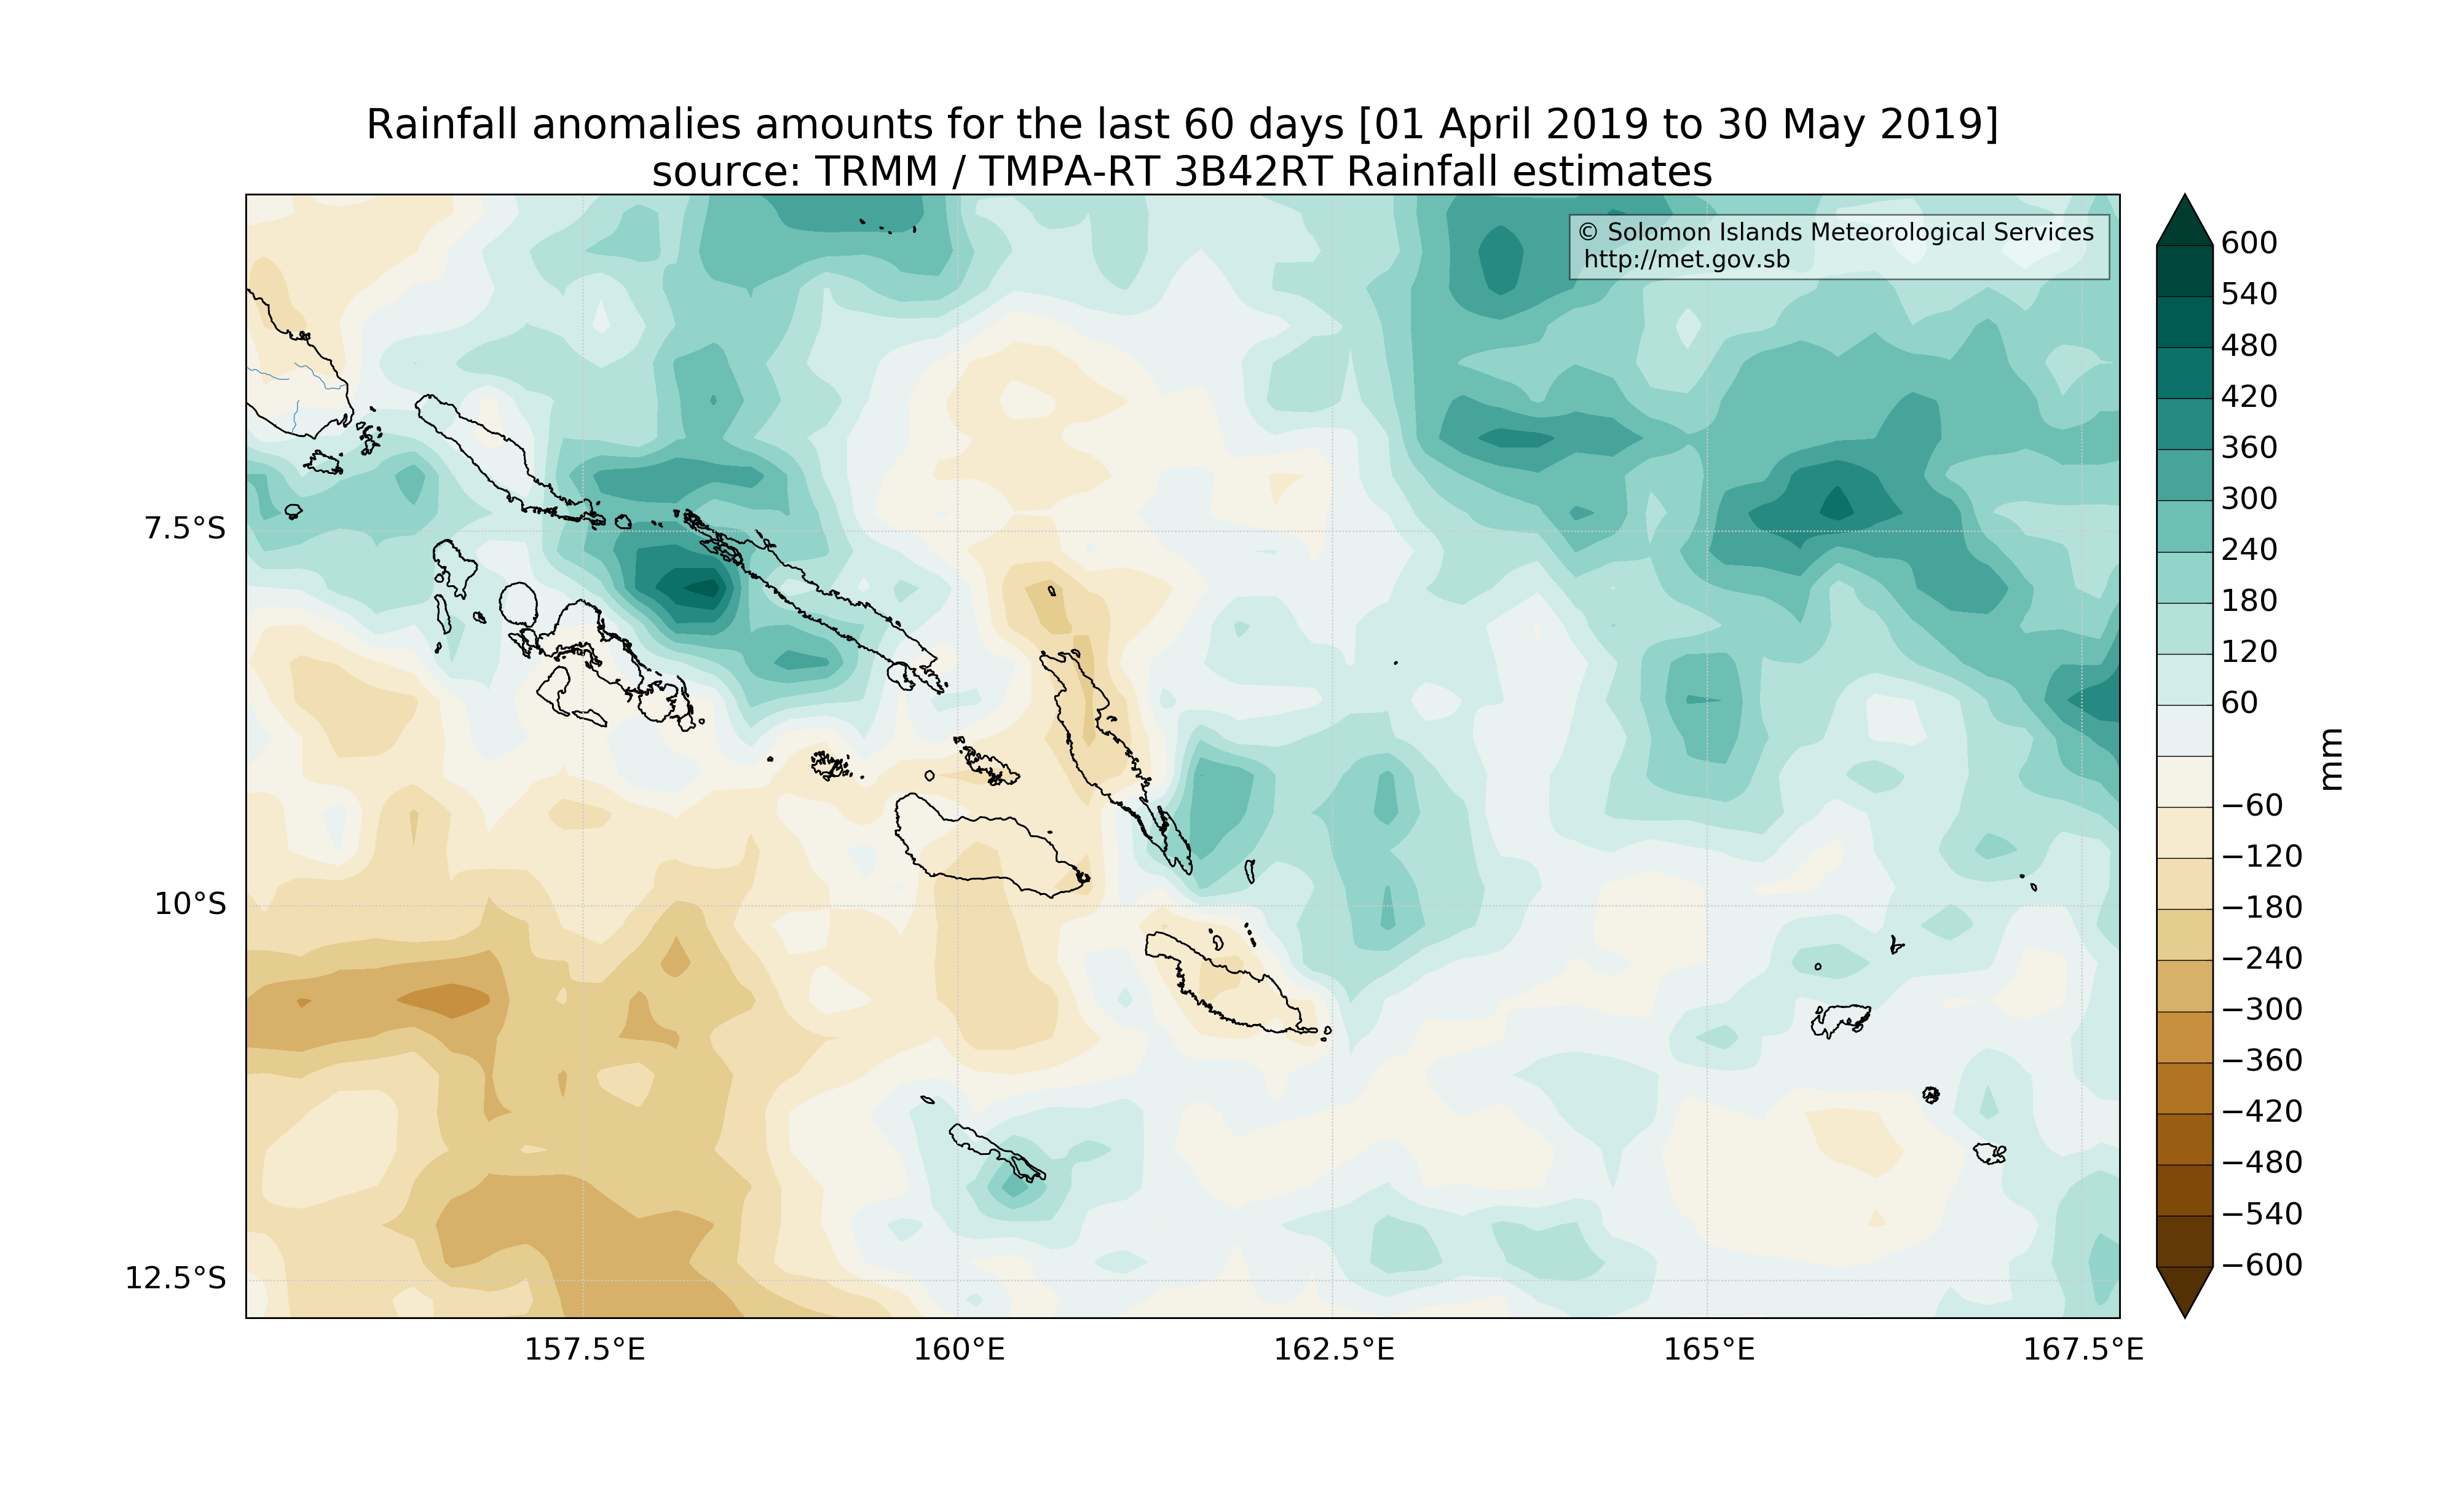 Rainfall anomalies amounts for the last 60 days [01 April 2019 to 30 May 2019]
source: TRMM / TMPA-RT 3B42RT Rainfall estimates
© Solomon Islands Meteorological Services
http://met.gov.sb
7.5°S
10°S
12.5°S
157.5°E
160°E
162.5°E
165°E
167.5°E
600
540
480
420
360
300
240
180
120
60
−60
−120
−180
−240
−300
−360
−420
−480
−540
−600
mm